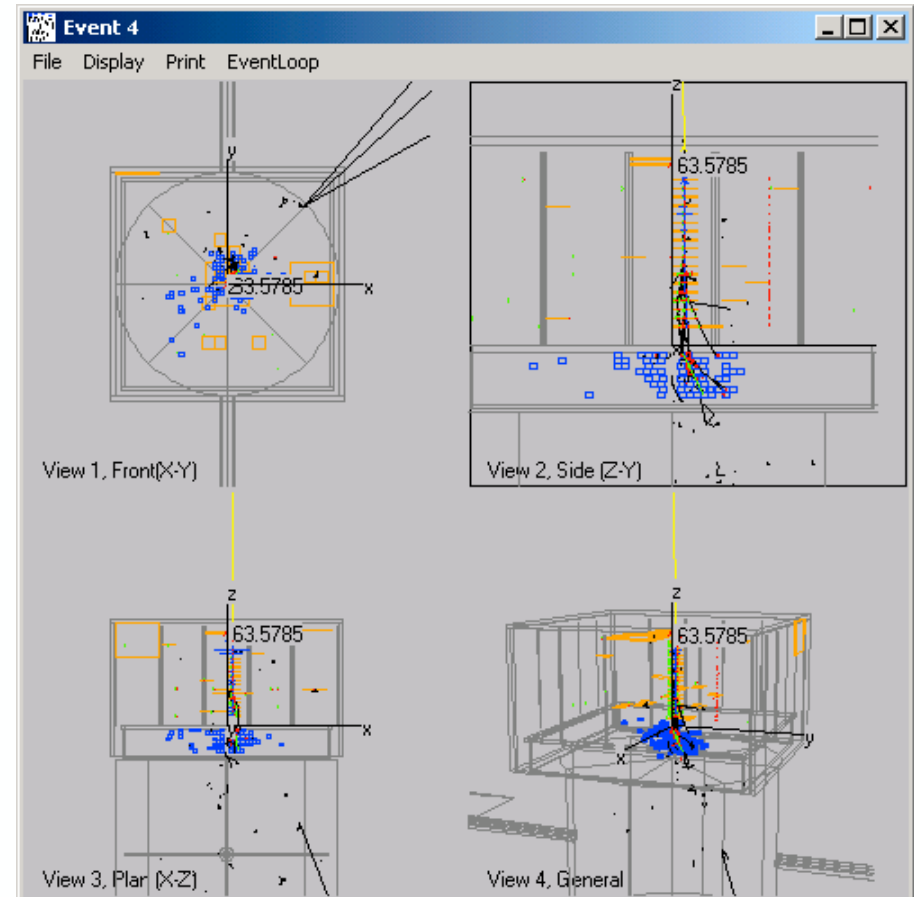 Event 4
File Display Print EventLoop
y
x
63.5785
View 1, Front(X-Y)
z
63.5785
View 2, Side (Z-Y)
z
63.5785
x
View 3, Plan (X-Z)
z
63.5785
y
x
View 4, General